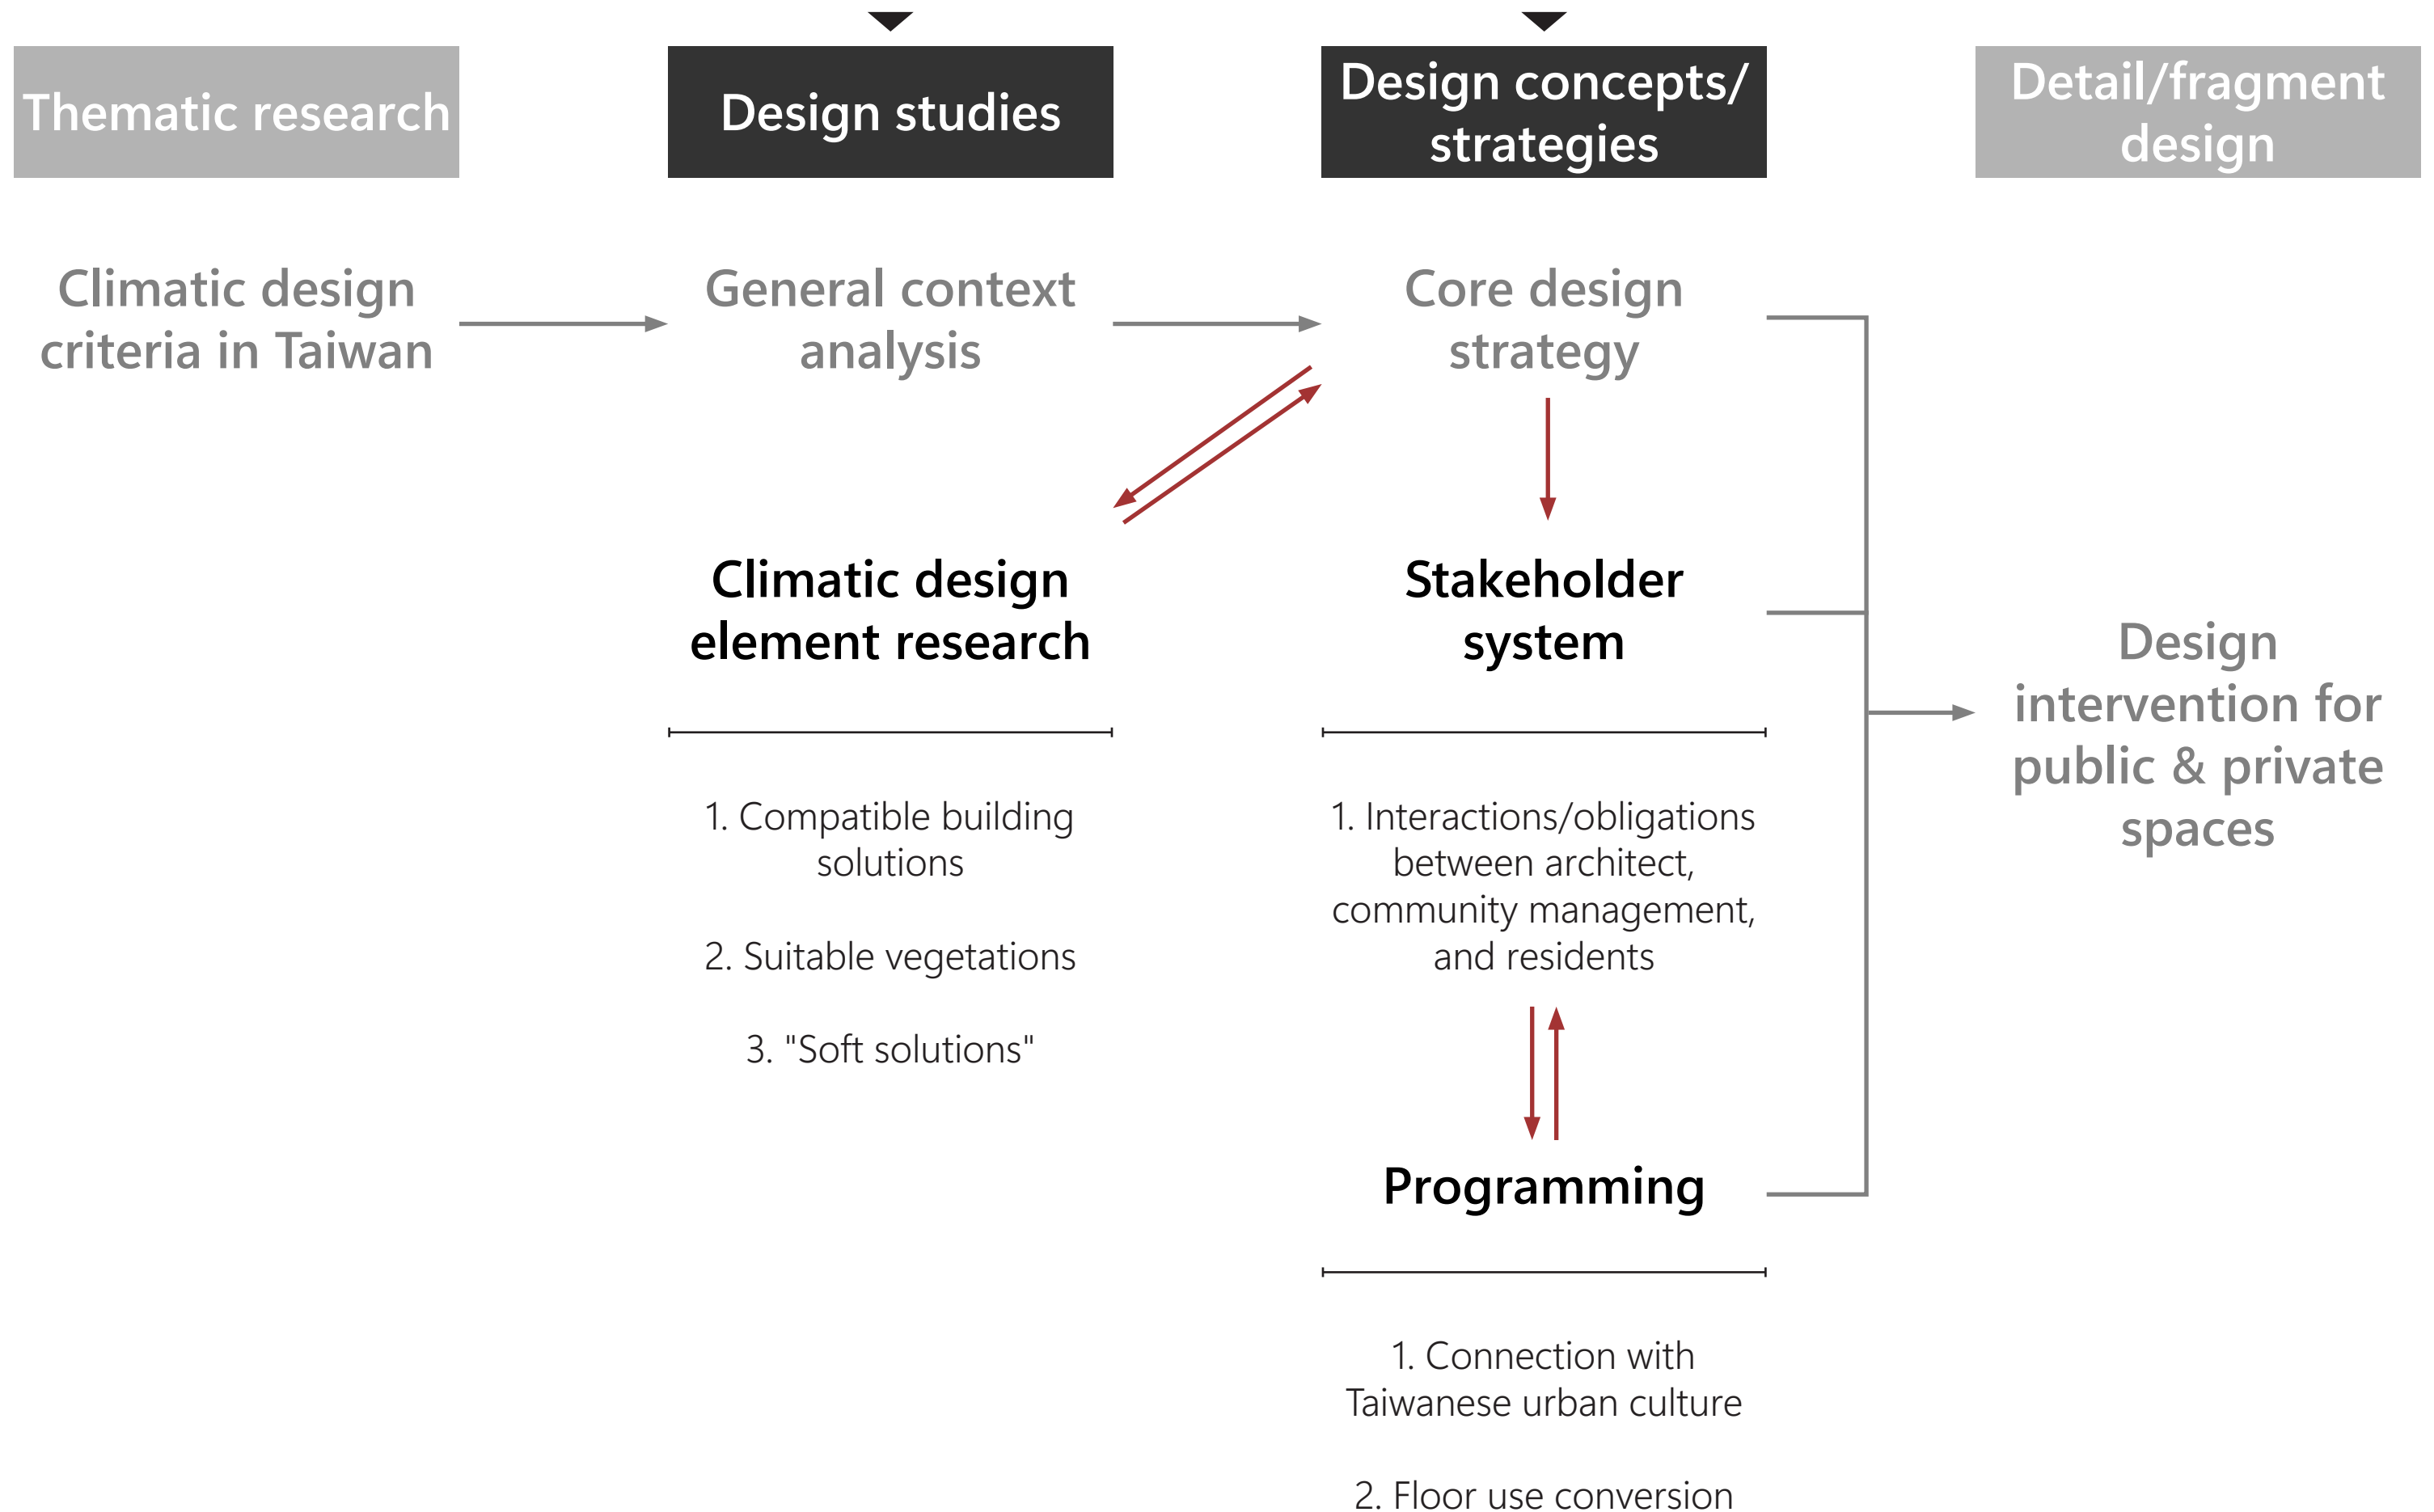 Thematic research
Design studies
Design concepts/
strategies
Detail/fragment
design
Climatic design
criteria in Taiwan
General context
analysis
Core design
strategy
Climatic design
element research
Stakeholder
system
Design
intervention for
public & private
spaces
1. Compatible building
solutions
2. Suitable vegetations
3. "Soft solutions"
1. Interactions/obligations
between architect,
community management,
and residents
Programming
1. Connection with
Taiwanese urban culture
2. Floor use conversion